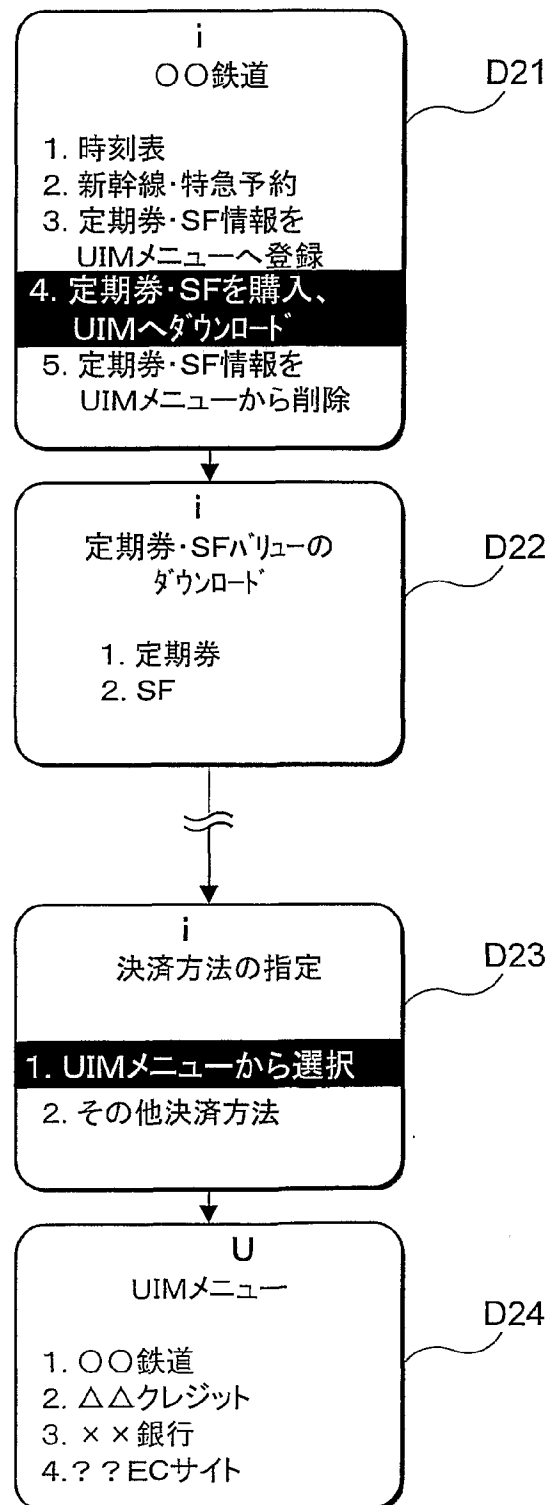 i
○○鉄道
D21
1. 時刻表
2. 新幹線・特急予約
3. 定期券・SF情報を
UIMメニューへ登録
4. 定期券・SFを購入、
UIMへダウンロード
5. 定期券・SF情報を
UIMメニューから削除
i
定期券・SFバリューの
ダウンロード
D22
1. 定期券
2. SF
i
決済方法の指定
D23
1. UIMメニューから選択
2. その他決済方法
U
UIMメニュー
D24
1. ○○鉄道
2. △△クレジット
3. ××銀行
4.??ECサイト